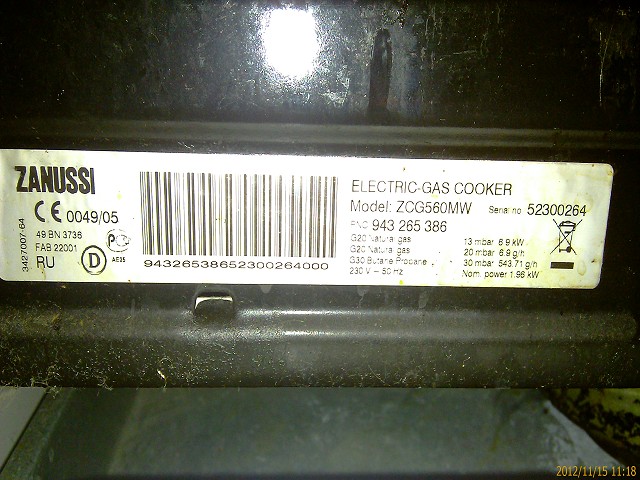 ZANUSSI
CE 0049/05
49 BN 3736
FAB 22001
RU
D
AE35
3427007-64
94326538652300264000
ELECTRIC-GAS COOKER
Model: ZCG560MW Serial no 52300264
PNC 943 265 386
G20 Natural gas 13 mbar 6.9 kW
G20 Natural gas 20 mbar 6.9 g/h
G30 Butane Propane 30 mbar 543.71 g/h
230 V ~ 50 Hz Nom. power 1.96 kW
2012/11/15 11:18